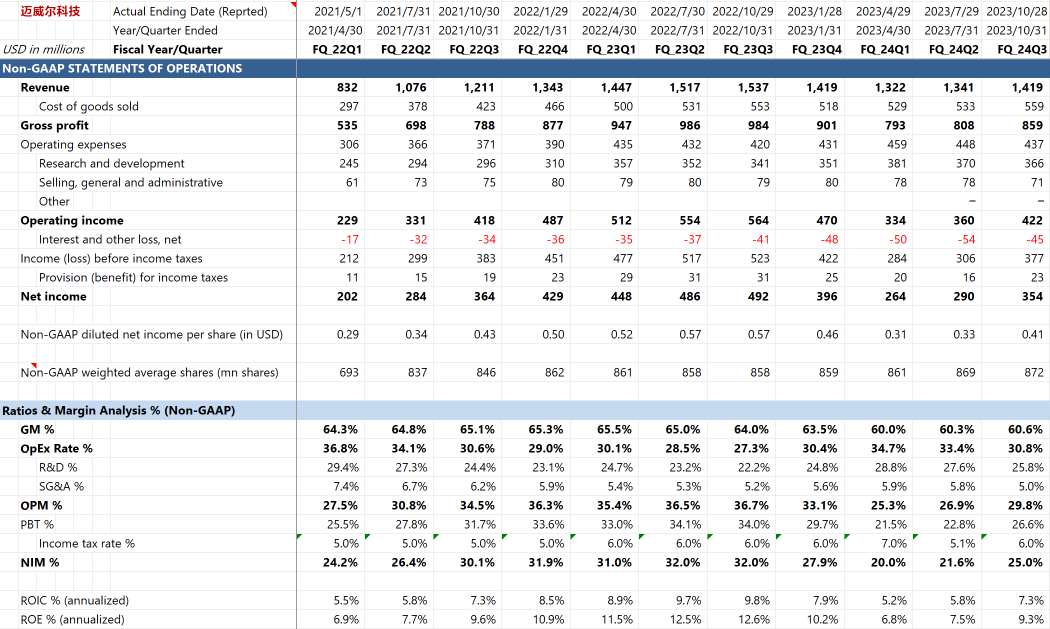 迈威尔科技 Actual Ending Date (Reprted) 2021/5/1 2021/7/31 2021/10/30 2022/1/29 2022/4/30 2022/7/30 2022/10/29 2023/1/28 2023/4/29 2023/7/29 2023/10/28
Year/Quarter Ended 2021/4/30 2021/7/31 2021/10/31 2022/1/31 2022/4/30 2022/7/31 2022/10/31 2023/1/31 2023/4/30 2023/7/31 2023/10/31
USD in millions Fiscal Year/Quarter FQ_22Q1 FQ_22Q2 FQ_22Q3 FQ_22Q4 FQ_23Q1 FQ_23Q2 FQ_23Q3 FQ_23Q4 FQ_24Q1 FQ_24Q2 FQ_24Q3
Non-GAAP STATEMENTS OF OPERATIONS
Revenue 832 1,076 1,211 1,343 1,447 1,517 1,537 1,419 1,322 1,341 1,419
Cost of goods sold 297 378 423 466 500 531 553 518 529 533 559
Gross profit 535 698 788 877 947 986 984 901 793 808 859
Operating expenses 306 366 371 390 435 432 420 431 459 448 437
Research and development 245 294 296 310 357 352 341 351 381 370 366
Selling, general and administrative 61 73 75 80 79 80 79 80 78 78 71
Other – –
Operating income 229 331 418 487 512 554 564 470 334 360 422
Interest and other loss, net -17 -32 -34 -36 -35 -37 -41 -48 -50 -54 -45
Income (loss) before income taxes 212 299 383 451 477 517 523 422 284 306 377
Provision (benefit) for income taxes 11 15 19 23 29 31 31 25 20 16 23
Net income 202 284 364 429 448 486 492 396 264 290 354
Non-GAAP diluted net income per share (in USD) 0.29 0.34 0.43 0.50 0.52 0.57 0.57 0.46 0.31 0.33 0.41
Non-GAAP weighted average shares (mn shares) 693 837 846 862 861 858 858 859 861 869 872
Ratios & Margin Analysis % (Non-GAAP)
GM % 64.3% 64.8% 65.1% 65.3% 65.5% 65.0% 64.0% 63.5% 60.0% 60.3% 60.6%
OpEx Rate % 36.8% 34.1% 30.6% 29.0% 30.1% 28.5% 27.3% 30.4% 34.7% 33.4% 30.8%
R&D % 29.4% 27.3% 24.4% 23.1% 24.7% 23.2% 22.2% 24.8% 28.8% 27.6% 25.8%
SG&A % 7.4% 6.7% 6.2% 5.9% 5.4% 5.3% 5.2% 5.6% 5.9% 5.8% 5.0%
OPM % 27.5% 30.8% 34.5% 36.3% 35.4% 36.5% 36.7% 33.1% 25.3% 26.9% 29.8%
PBT % 25.5% 27.8% 31.7% 33.6% 33.0% 34.1% 34.0% 29.7% 21.5% 22.8% 26.6%
Income tax rate % 5.0% 5.0% 5.0% 5.0% 6.0% 6.0% 6.0% 6.0% 7.0% 5.1% 6.0%
NIM % 24.2% 26.4% 30.1% 31.9% 31.0% 32.0% 32.0% 27.9% 20.0% 21.6% 25.0%
ROIC % (annualized) 5.5% 5.8% 7.3% 8.5% 8.9% 9.7% 9.8% 7.9% 5.2% 5.8% 7.3%
ROE % (annualized) 6.9% 7.7% 9.6% 10.9% 11.5% 12.5% 12.6% 10.2% 6.8% 7.5% 9.3%